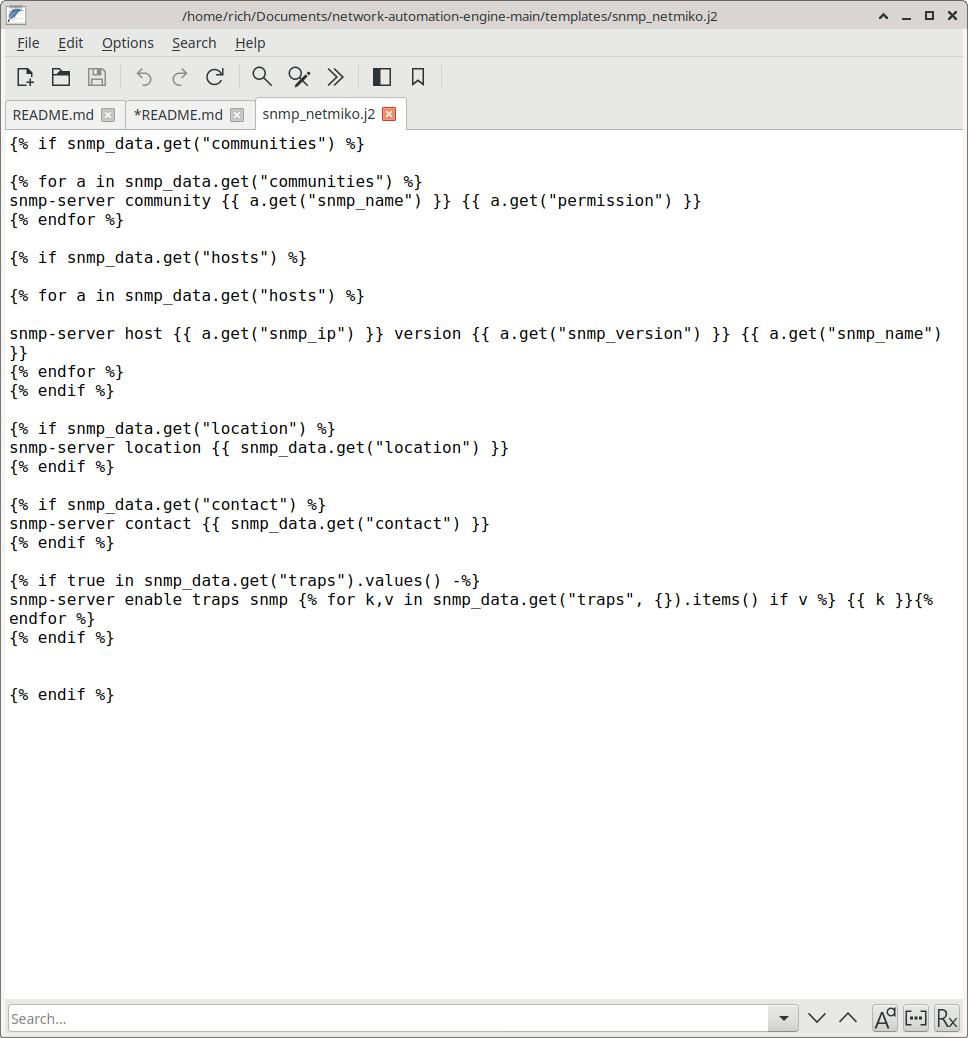 /home/rich/Documents/network-automation-engine-main/templates/snmp_netmiko.j2
File Edit Options Search Help
README.md *README.md snmp_netmiko.j2
{% if snmp_data.get("communities") %}
{% for a in snmp_data.get("communities") %}
snmp-server community {{ a.get("snmp_name") }} {{ a.get("permission") }}
{% endfor %}
{% if snmp_data.get("hosts") %}
{% for a in snmp_data.get("hosts") %}
snmp-server host {{ a.get("snmp_ip") }} version {{ a.get("snmp_version") }} {{ a.get("snmp_name")
}}
{% endfor %}
{% endif %}
{% if snmp_data.get("location") %}
snmp-server location {{ snmp_data.get("location") }}
{% endif %}
{% if snmp_data.get("contact") %}
snmp-server contact {{ snmp_data.get("contact") }}
{% endif %}
{% if true in snmp_data.get("traps").values() -%}
snmp-server enable traps snmp {% for k,v in snmp_data.get("traps", {}).items() if v %} {{ k }}{%
endfor %}
{% endif %}
{% endif %}
Search...
Aa [...] Rx